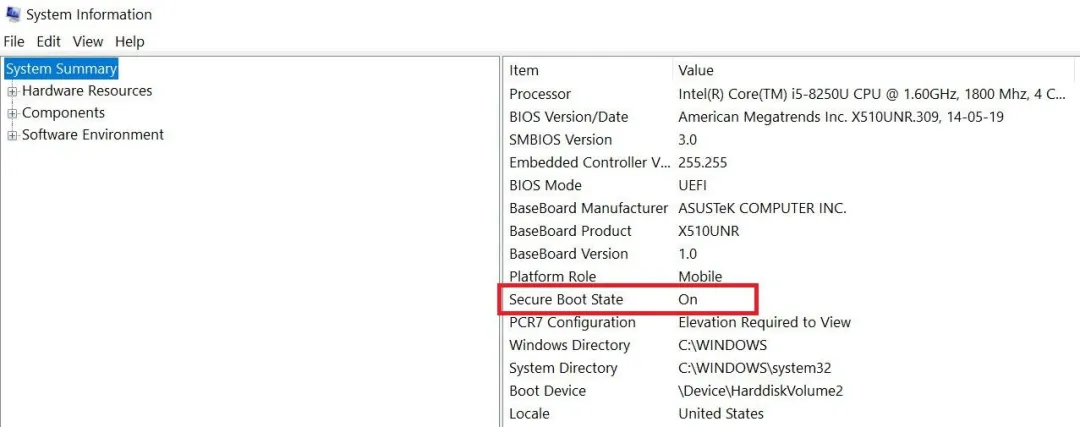 System Information
File Edit View Help
System Summary
Hardware Resources
Components
Software Environment
Item Value
Processor Intel(R) Core(TM) i5-8250U CPU @ 1.60GHz, 1800 Mhz, 4 C...
BIOS Version/Date American Megatrends Inc. X510UNR.309, 14-05-19
SMBIOS Version 3.0
Embedded Controller V... 255.255
BIOS Mode UEFI
BaseBoard Manufacturer ASUSTeK COMPUTER INC.
BaseBoard Product X510UNR
BaseBoard Version 1.0
Platform Role Mobile
Secure Boot State On
PCR7 Configuration Elevation Required to View
Windows Directory C:\WINDOWS
System Directory C:\WINDOWS\system32
Boot Device \Device\HarddiskVolume2
Locale United States